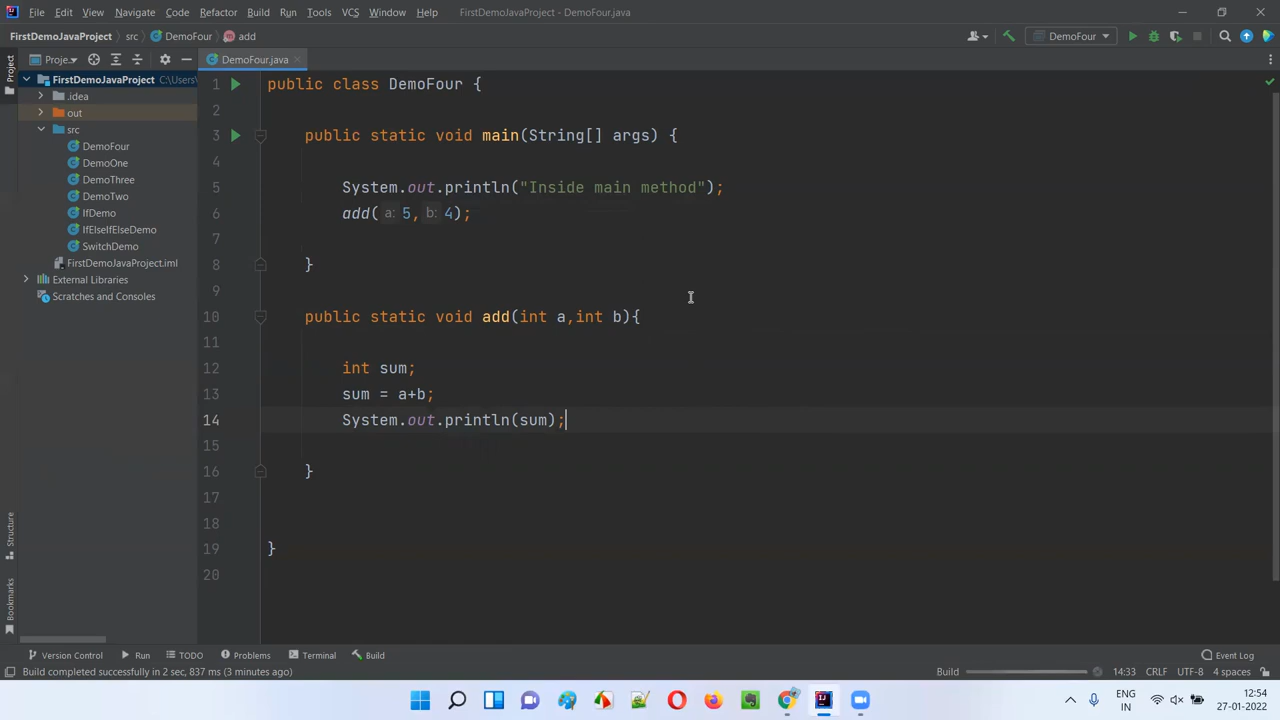 File Edit View Navigate Code Refactor Build Run Tools VCS Window Help FirstDemoJavaProject - DemoFour.java
FirstDemoJavaProject src DemoFour add DemoFour
Project Proje... DemoFour.java
FirstDemoJavaProject C:\Users\
.idea
out
src
DemoFour
DemoOne
DemoThree
DemoTwo
IfDemo
IfElseIfElseDemo
SwitchDemo
FirstDemoJavaProject.iml
External Libraries
Scratches and Consoles
Structure
Bookmarks
1 public class DemoFour {
2
3 public static void main(String[] args) {
4
5 System.out.println("Inside main method");
6 add( a: 5, b: 4);
7
8 }
9
10 public static void add(int a,int b){
11
12 int sum;
13 sum = a+b;
14 System.out.println(sum);
15
16 }
17
18
19 }
20
Version Control Run TODO Problems Terminal Build Event Log
Build completed successfully in 2 sec, 837 ms (3 minutes ago) Build 14:33 CRLF UTF-8 4 spaces
ENG 12:54
IN 27-01-2022